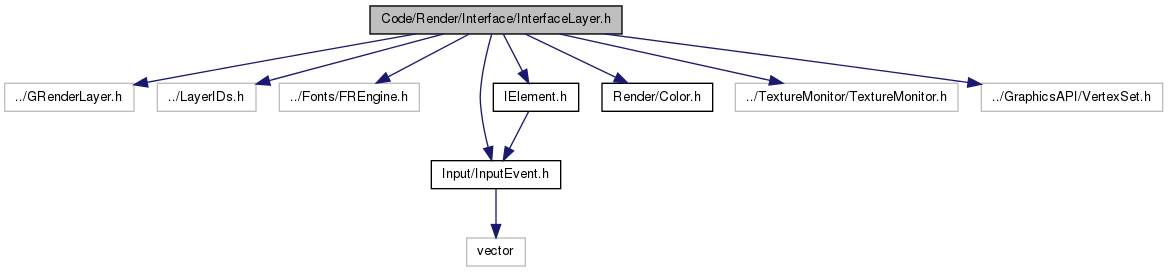 Code/Render/Interface/InterfaceLayer.h
../GRenderLayer.h
../LayerIDs.h
../Fonts/FREngine.h
IElement.h
Render/Color.h
../TextureMonitor/TextureMonitor.h
../GraphicsAPI/VertexSet.h
Input/InputEvent.h
vector